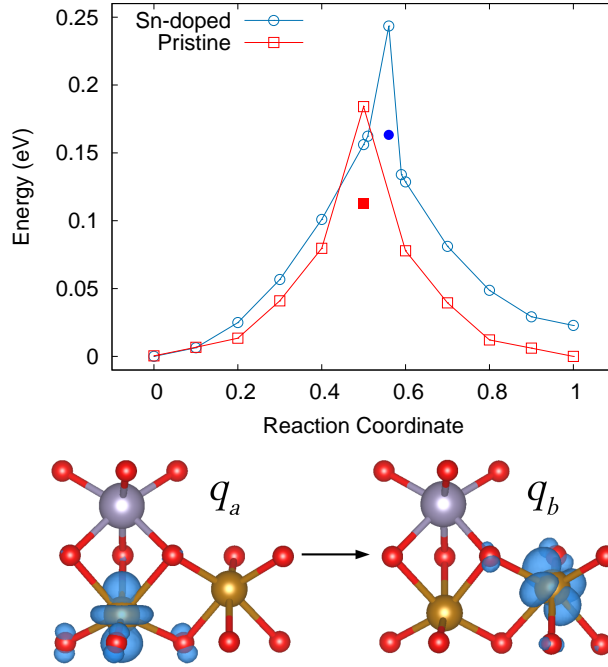 Sn-doped
Pristine
0.25
0.2
0.15
0.1
0.05
0
Energy (eV)
0 0.2 0.4 0.6 0.8 1
Reaction Coordinate
q_a q_b